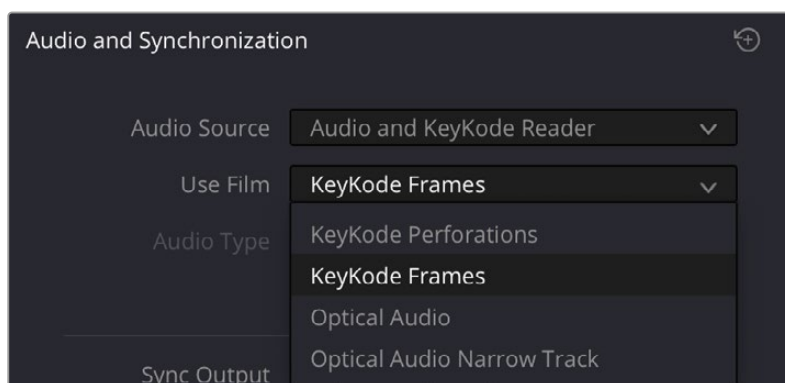 Audio and Synchronization
Audio Source Audio and KeyKode Reader
Use Film KeyKode Frames
Audio Type KeyKode Perforations
KeyKode Frames
Optical Audio
Optical Audio Narrow Track
Sync Output